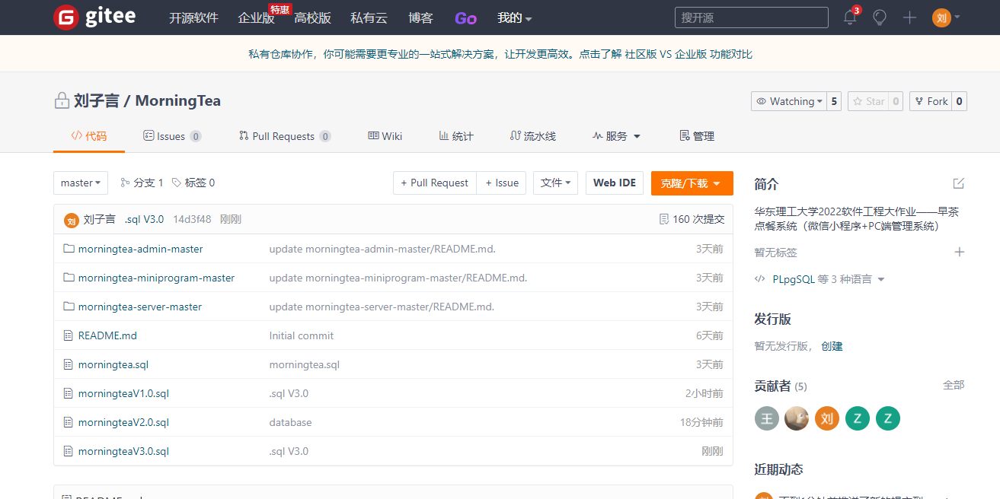 gitee 开源软件 企业版 特惠 高校版 私有云 博客 Go 我的 搜开源 3 刘
私有仓库协作，你可能需要更专业的一站式解决方案，让开发更高效。点击了解 社区版 VS 企业版 功能对比
刘子言 / MorningTea Watching 5 Star 0 Fork 0
代码 Issues 0 Pull Requests 0 Wiki 统计 流水线 服务 管理
master 分支 1 标签 0 + Pull Request + Issue 文件 Web IDE 克隆/下载
刘 刘子言 .sql V3.0 14d3f48 刚刚 160 次提交
morningtea-admin-master update morningtea-admin-master/README.md. 3天前
morningtea-miniprogram-master update morningtea-miniprogram-master/README.md. 3天前
morningtea-server-master update morningtea-server-master/README.md. 3天前
README.md Initial commit 6天前
morningtea.sql morningtea.sql 3天前
morningteaV1.0.sql .sql V3.0 2小时前
morningteaV2.0.sql database 18分钟前
morningteaV3.0.sql .sql V3.0 刚刚
简介
华东理工大学2022软件工程大作业——早茶
点餐系统（微信小程序+PC端管理系统）
暂无标签
PLpgSQL 等 3 种语言
发行版
暂无发行版， 创建
贡献者 (5) 全部
王 刘 Z Z
近期动态